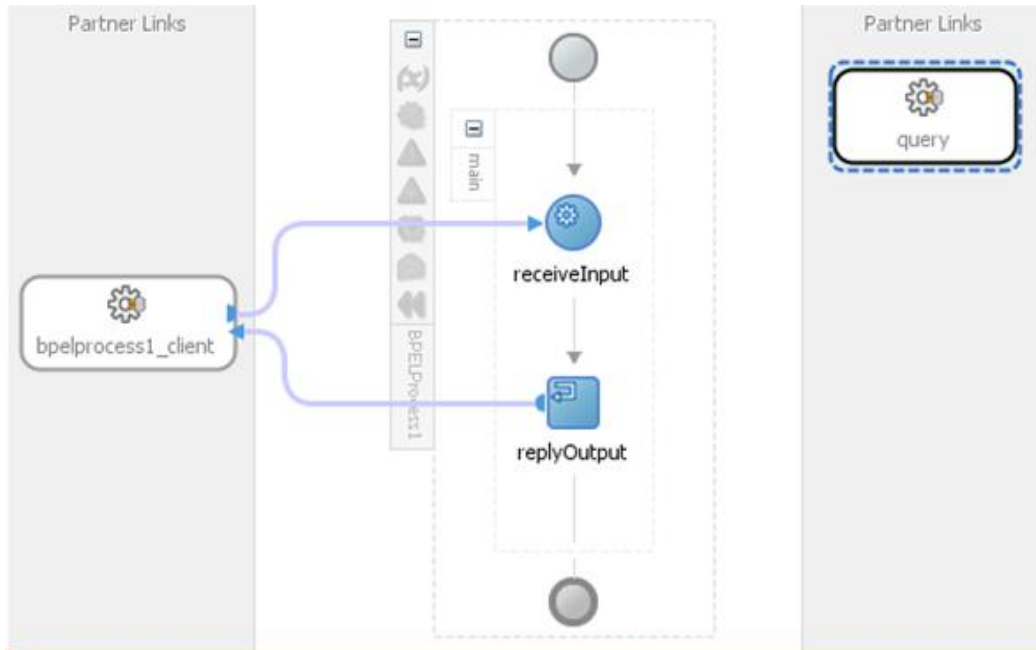 Partner Links
Partner Links
query
main
receiveInput
bpelprocess1_client
BPELProcess1
replyOutput